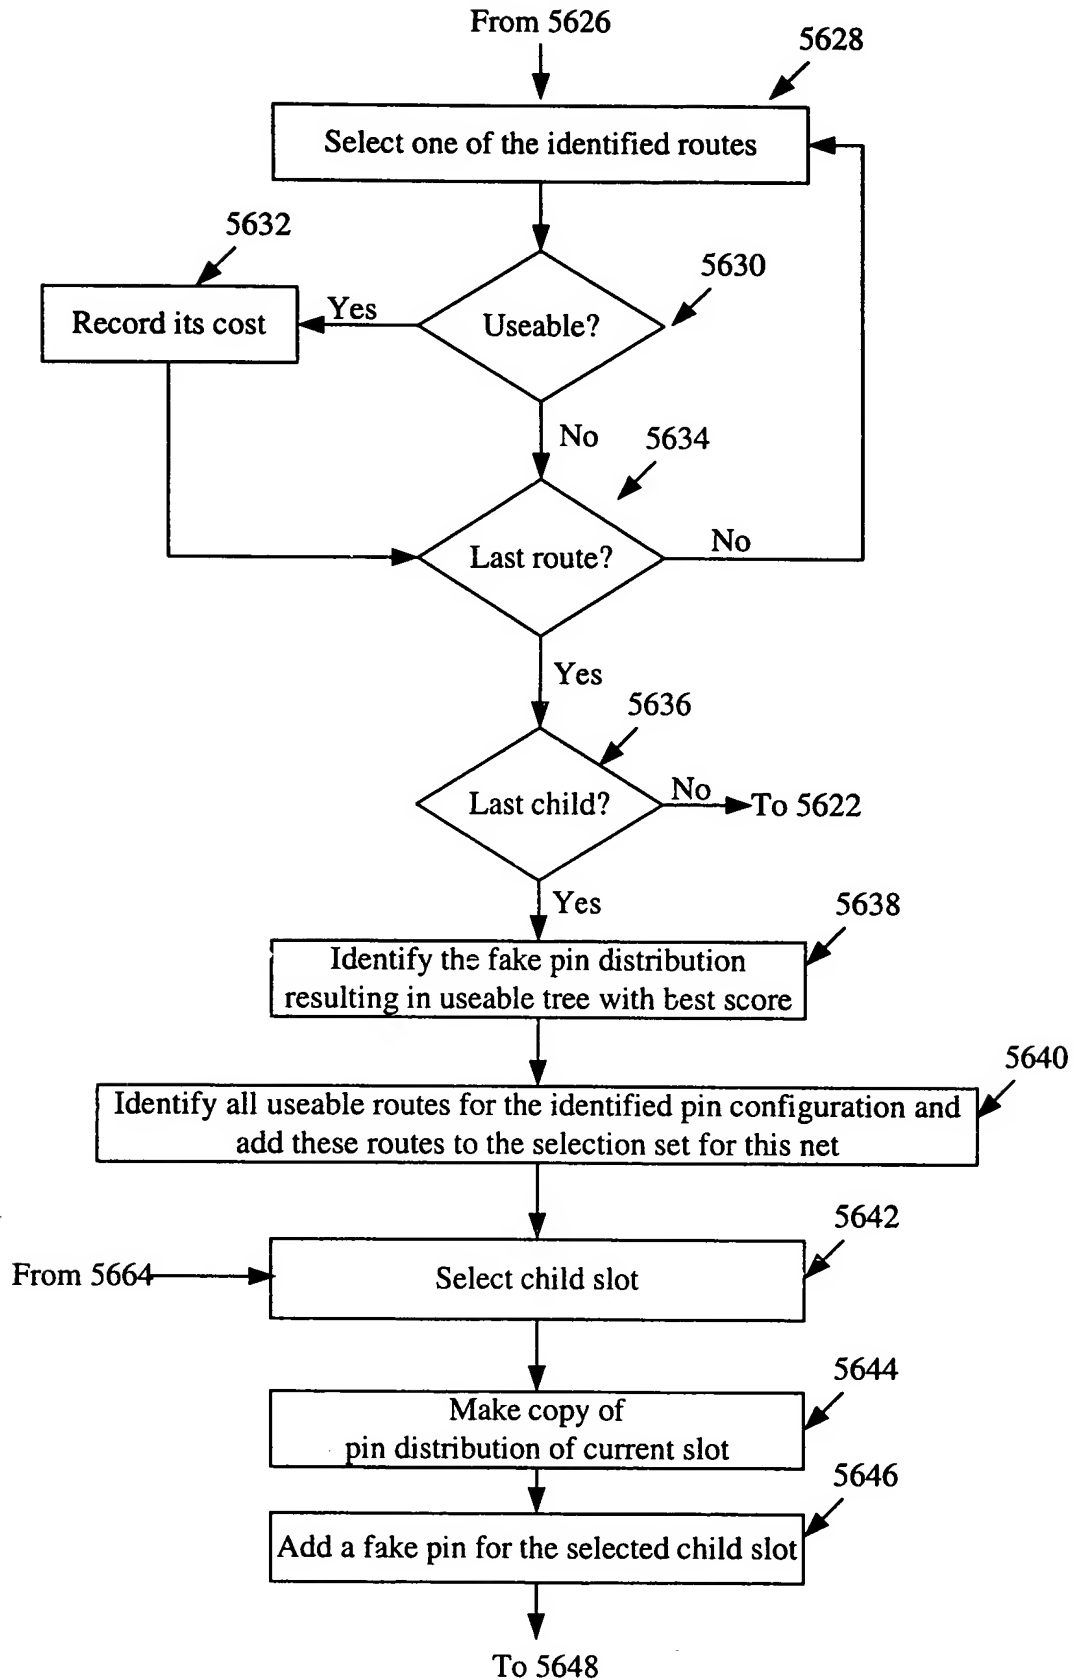 From 5626
5628
Select one of the identified routes
5632
5630
Record its cost
Yes
Useable?
No
5634
Last route?
No
Yes
5636
Last child?
No
To 5622
Yes
5638
Identify the fake pin distribution
resulting in useable tree with best score
5640
Identify all useable routes for the identified pin configuration and
add these routes to the selection set for this net
5642
From 5664
Select child slot
5644
Make copy of
pin distribution of current slot
5646
Add a fake pin for the selected child slot
To 5648